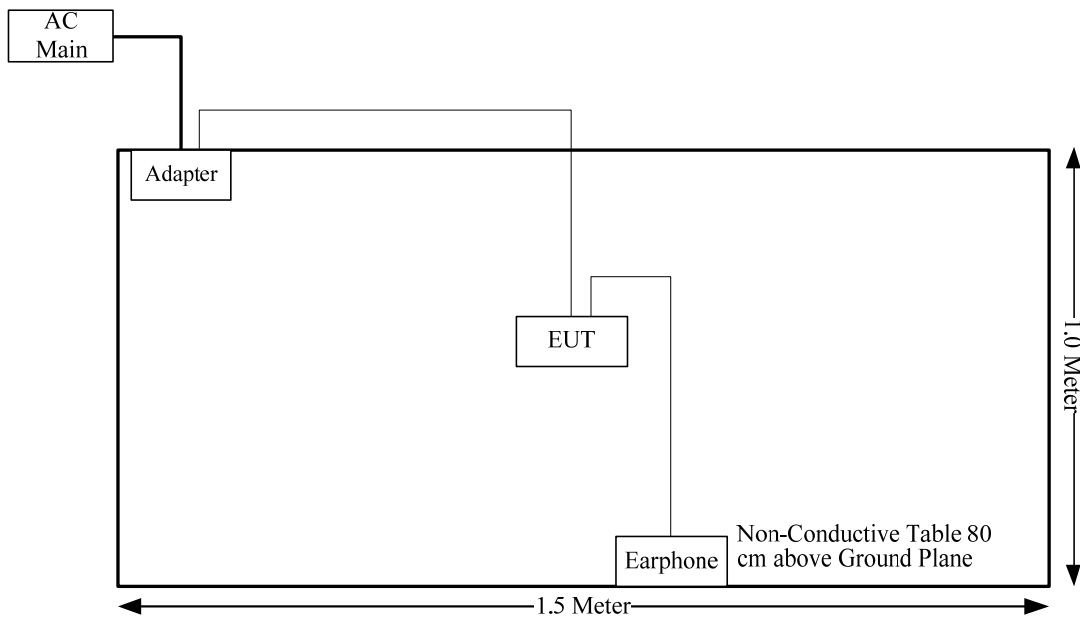 AC
Main
Adapter
EUT
1.0 Meter
Non-Conductive Table 80
cm above Ground Plane
Earphone
1.5 Meter